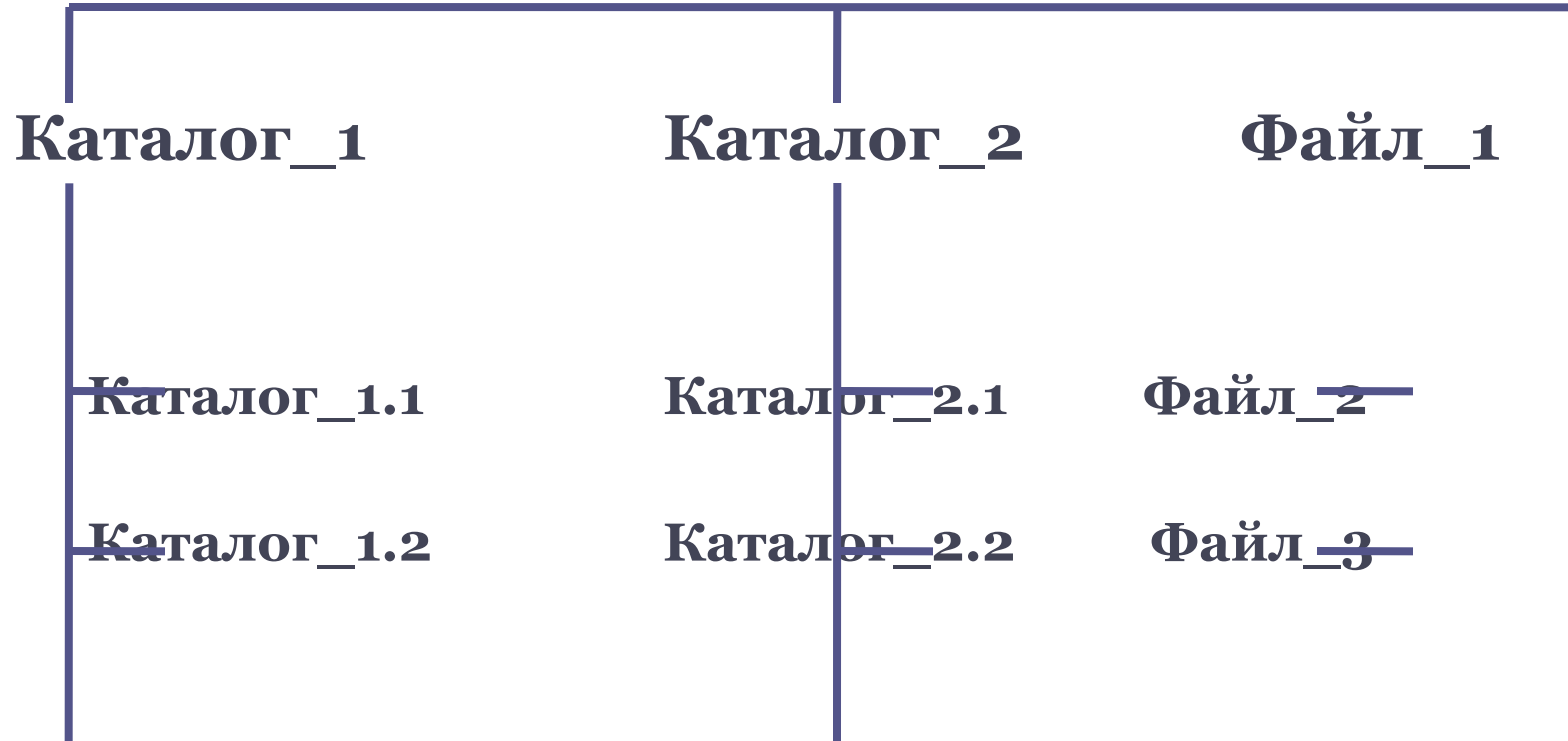 Каталог_1 Каталог_2 Файл_1
Каталог_1.1 Каталог_2.1 Файл_2
Каталог_1.2 Каталог_2.2 Файл_3